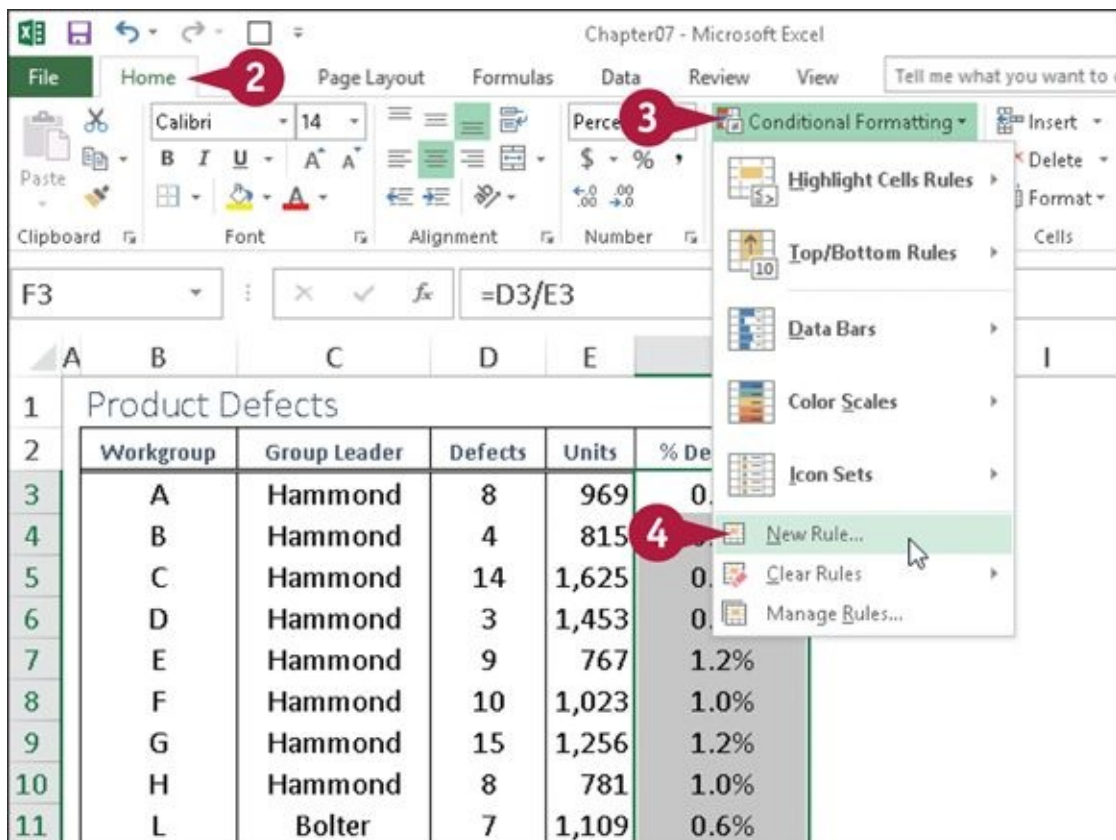 Chapter07 - Microsoft Excel
File Home 2 Page Layout Formulas Data Review View Tell me what you want to
Calibri 14 Perce 3 Conditional Formatting Insert
Paste B I U A A $ % , Delete
Format
Clipboard Font Alignment Number Cells
Highlight Cells Rules
Top/Bottom Rules
Data Bars
Color Scales
Icon Sets
4 New Rule...
Clear Rules
Manage Rules...
F3 fx =D3/E3
A B C D E I
1 Product Defects
2 Workgroup Group Leader Defects Units % De
3 A Hammond 8 969 0.
4 B Hammond 4 815
5 C Hammond 14 1,625 0.
6 D Hammond 3 1,453 0.
7 E Hammond 9 767 1.2%
8 F Hammond 10 1,023 1.0%
9 G Hammond 15 1,256 1.2%
10 H Hammond 8 781 1.0%
11 L Bolter 7 1,109 0.6%